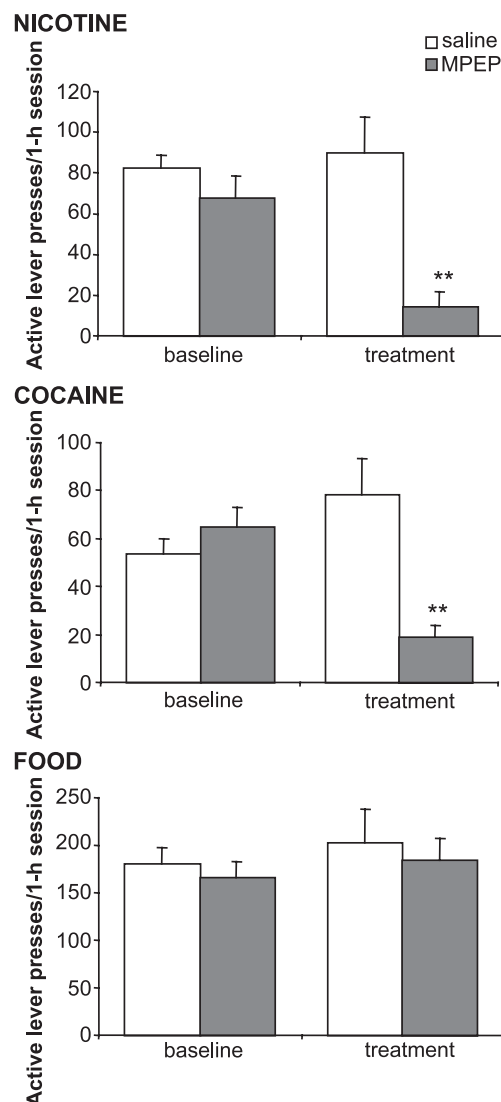 NICOTINE
saline
MPEP
Active lever presses/1-h session
120
100
80
60
40
20
0
**
baseline treatment
COCAINE
Active lever presses/1-h session
100
80
60
40
20
0
**
baseline treatment
FOOD
Active lever presses/1-h session
250
200
150
100
50
0
baseline treatment